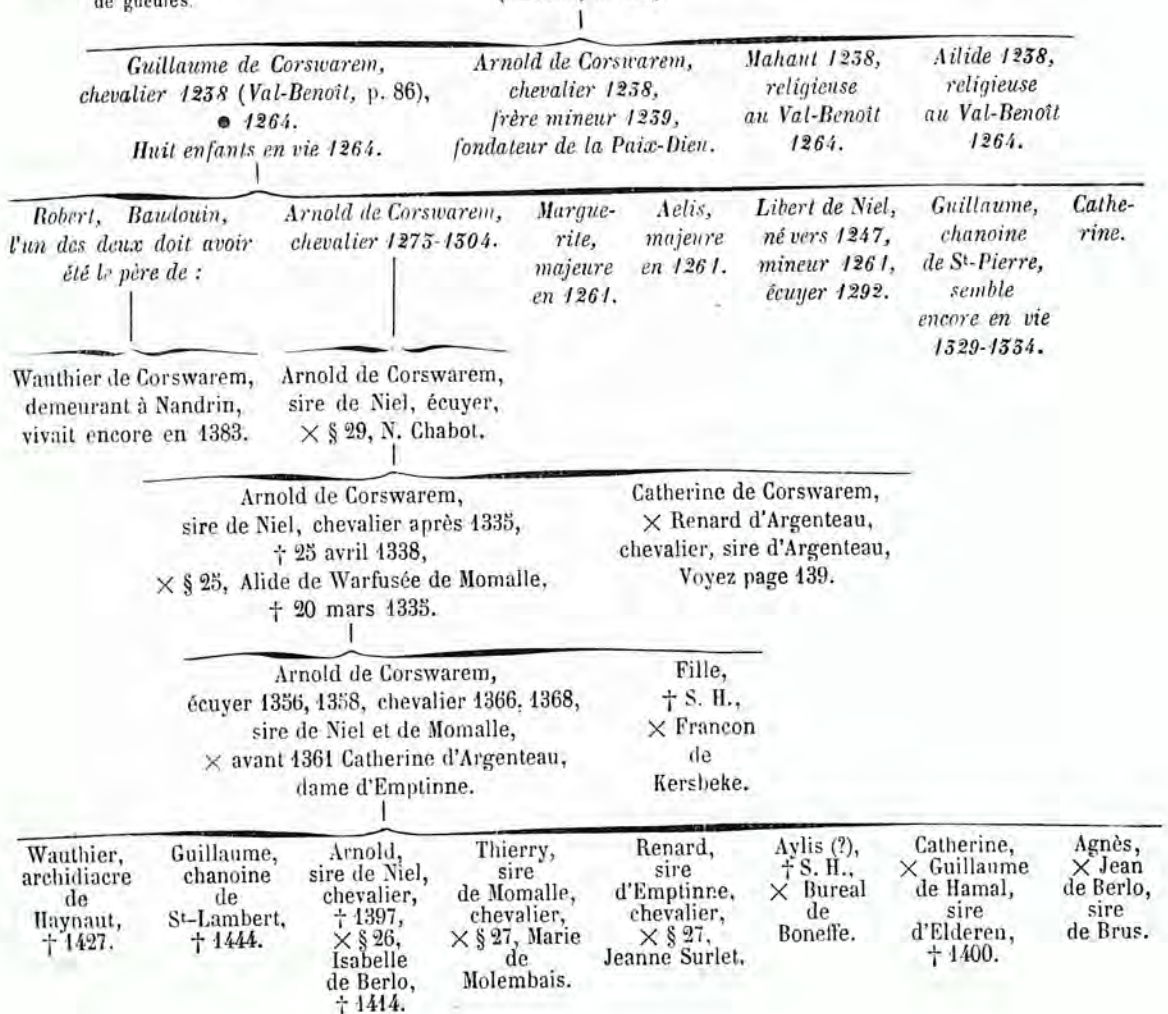 de gueules.
Guillaume de Corswarem,
chevalier 1238 (Val-Benoît, p. 86),
● 1264.
Huit enfants en vie 1264.
Arnold de Corswarem,
chevalier 1238,
frère mineur 1239,
fondateur de la Paix-Dieu.
Mahaut 1238,
religieuse
au Val-Benoît
1264.
Ailide 1238,
religieuse
au Val-Benoît
1264.
Robert, Baudouin,
l'un des deux doit avoir
été le père de :
Arnold de Corswarem,
chevalier 1273-1304.
Margue-
rite,
majeure
en 1261.
Aelis,
majeure
en 1261.
Libert de Niel,
né vers 1247,
mineur 1261,
écuyer 1292.
Guillaume,
chanoine
de St-Pierre,
semble
encore en vie
1329-1334.
Cathe-
rine.
Wauthier de Corswarem,
demeurant à Nandrin,
vivait encore en 1383.
Arnold de Corswarem,
sire de Niel, écuyer,
× § 29, N. Chabot.
Arnold de Corswarem,
sire de Niel, chevalier après 1335,
† 25 avril 1338,
× § 25, Alide de Warfusée de Momalle,
† 20 mars 1335.
Catherine de Corswarem,
× Renard d'Argenteau,
chevalier, sire d'Argenteau,
Voyez page 139.
Arnold de Corswarem,
écuyer 1356, 1358, chevalier 1366, 1368,
sire de Niel et de Momalle,
× avant 1361 Catherine d'Argenteau,
dame d'Emptinne.
Fille,
† S. H.,
× Francon
de
Kersbeke.
Wauthier,
archidiacre
de
Haynaut,
† 1427.
Guillaume,
chanoine
de
St-Lambert,
† 1444.
Arnold,
sire de Niel,
chevalier,
† 1397,
× § 26,
Isabelle
de Berlo,
† 1414.
Thierry,
sire
de Momalle,
chevalier,
× § 27, Marie
de
Molembais.
Renard,
sire
d'Emptinne,
chevalier,
× § 27,
Jeanne Surlet.
Aylis (?),
† S. H.,
× Bureal
de
Boneffe.
Catherine,
× Guillaume
de Hamal,
sire
d'Elderen,
† 1400.
Agnès,
× Jean
de Berlo,
sire
de Brus.